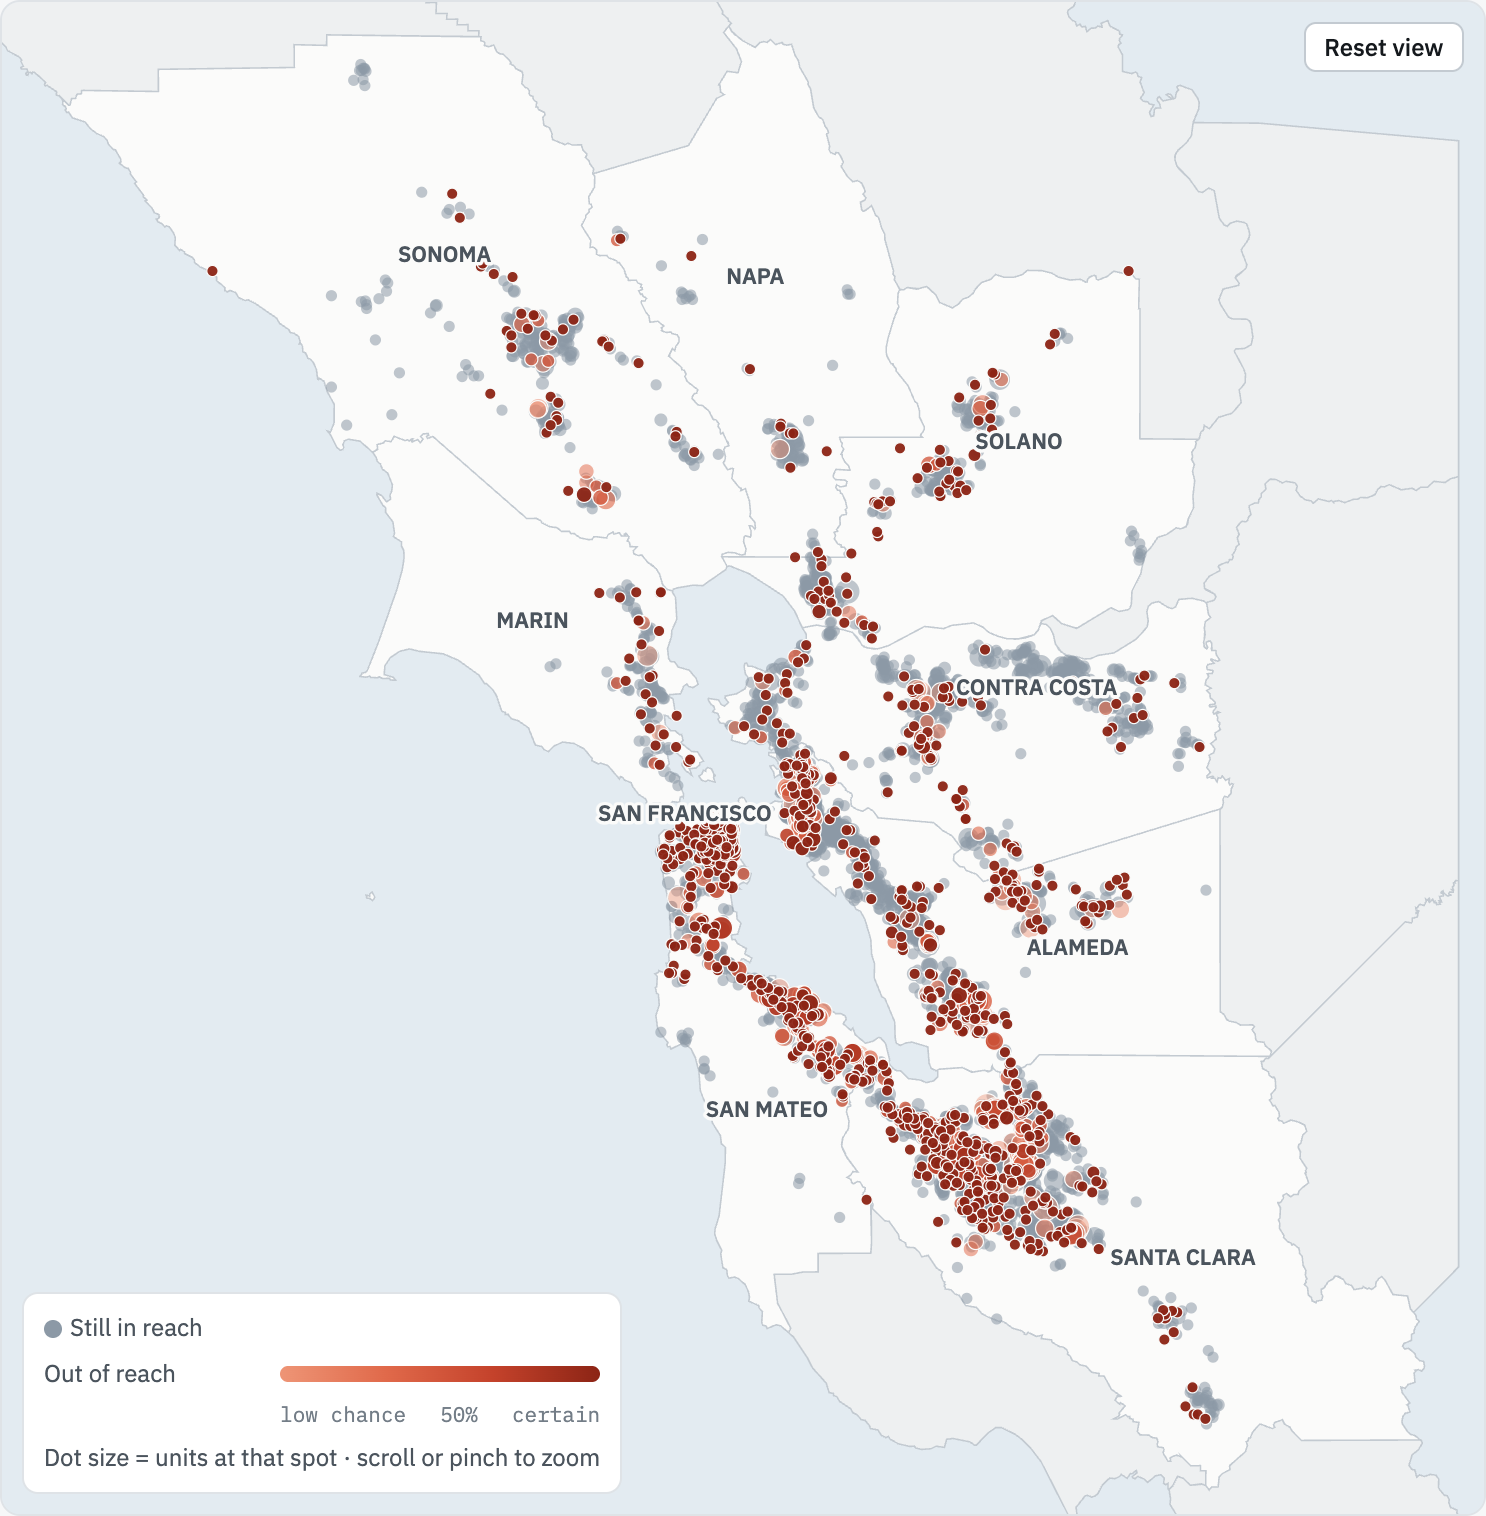 Reset view
SONOMA
NAPA
SOLANO
MARIN
CONTRA COSTA
SAN FRANCISCO
ALAMEDA
SAN MATEO
SANTA CLARA
Still in reach
Out of reach
low chance 50% certain
Dot size = units at that spot · scroll or pinch to zoom